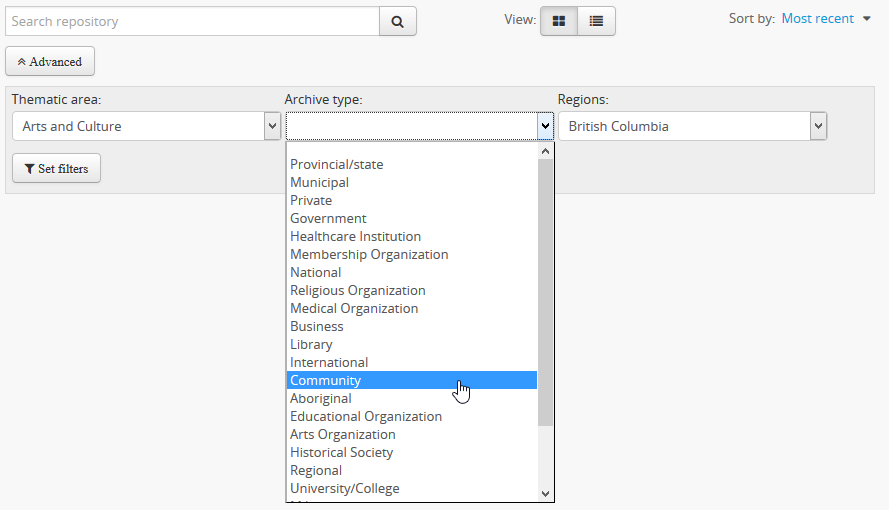 Search repository
View:
Sort by: Most recent
Advanced
Thematic area:
Archive type:
Regions:
Arts and Culture
British Columbia
Set filters
Provincial/state
Municipal
Private
Government
Healthcare Institution
Membership Organization
National
Religious Organization
Medical Organization
Business
Library
International
Community
Aboriginal
Educational Organization
Arts Organization
Historical Society
Regional
University/College